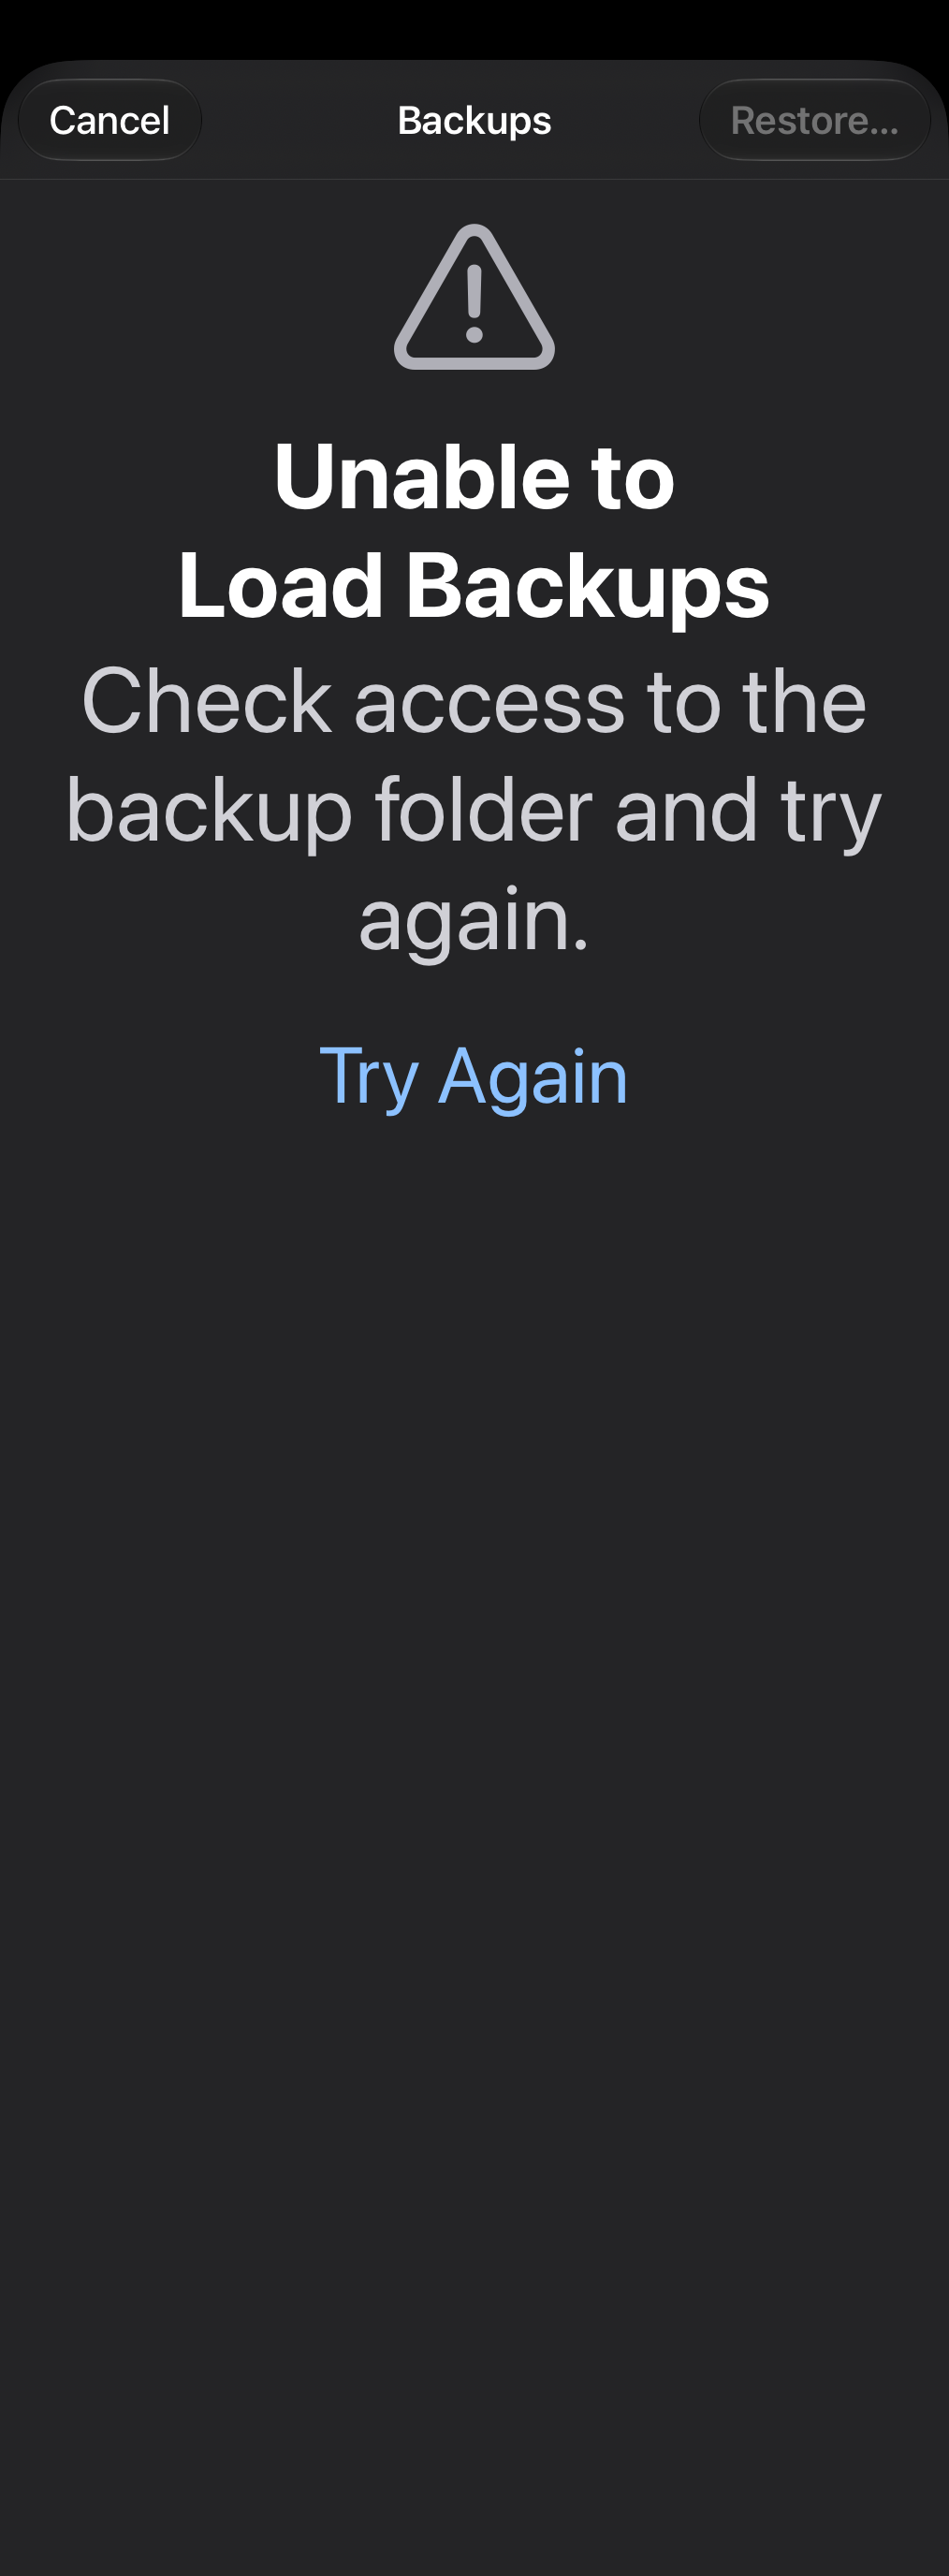 Cancel
Backups
Restore...
Unable to
Load Backups
Check access to the
backup folder and try
again.
Try Again